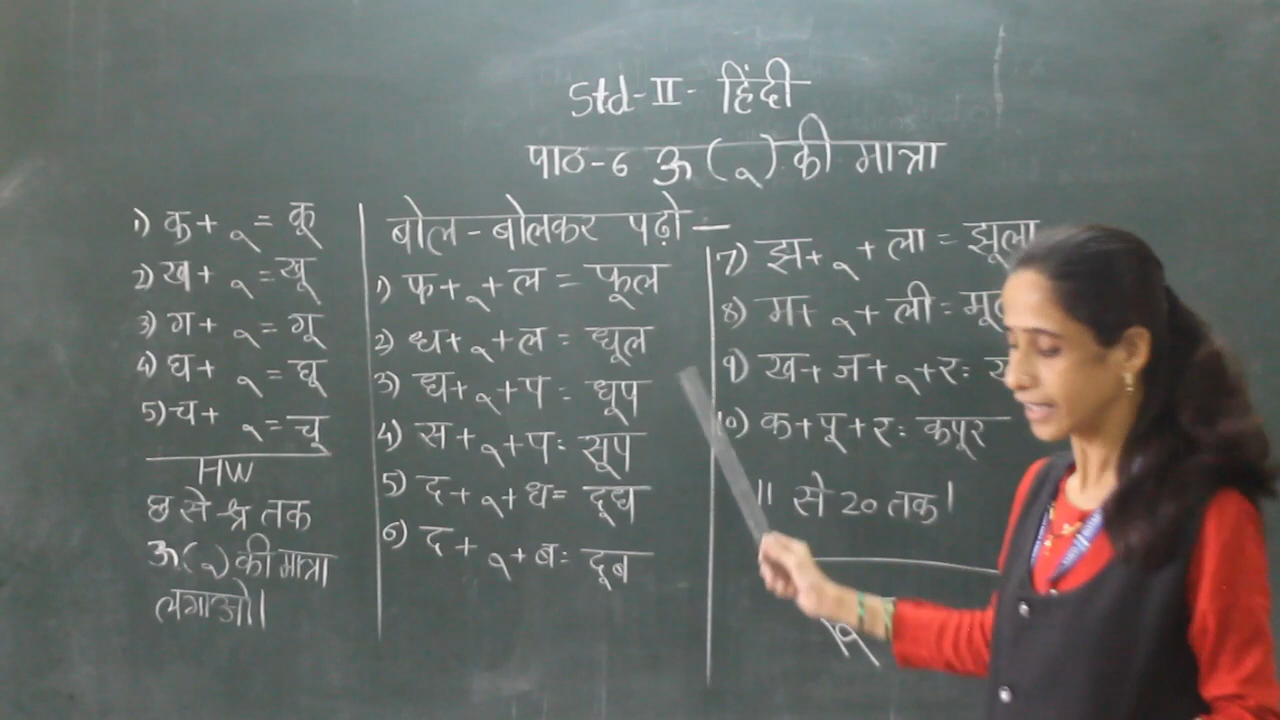 Std-II- हिंदी
पाठ-6 ऊ (ू) की मात्रा
1) क+ ू = कू
2) ख+ ू = खू
3) ग+ ू = गू
4) घ+ ू = घू
5) च+ ू = चू
HW
छ से श्र तक
ऊ(ू) की मात्रा
लगाओ।
बोल-बोलकर पढ़ो-
1) फ+ ू + ल = फूल
2) ध+ ू + ल = धूल
3) ध+ ू + प = धूप
4) स+ ू + प = सूप
5) द+ ू + ध = दूध
6) द+ ू + ब = दूब
7) झ+ ू + ला = झूला
8) म+ ू + ली =
9) ख+ ज+ ू + र =
10) क+पू+र = कपूर
11 से 20 तक।